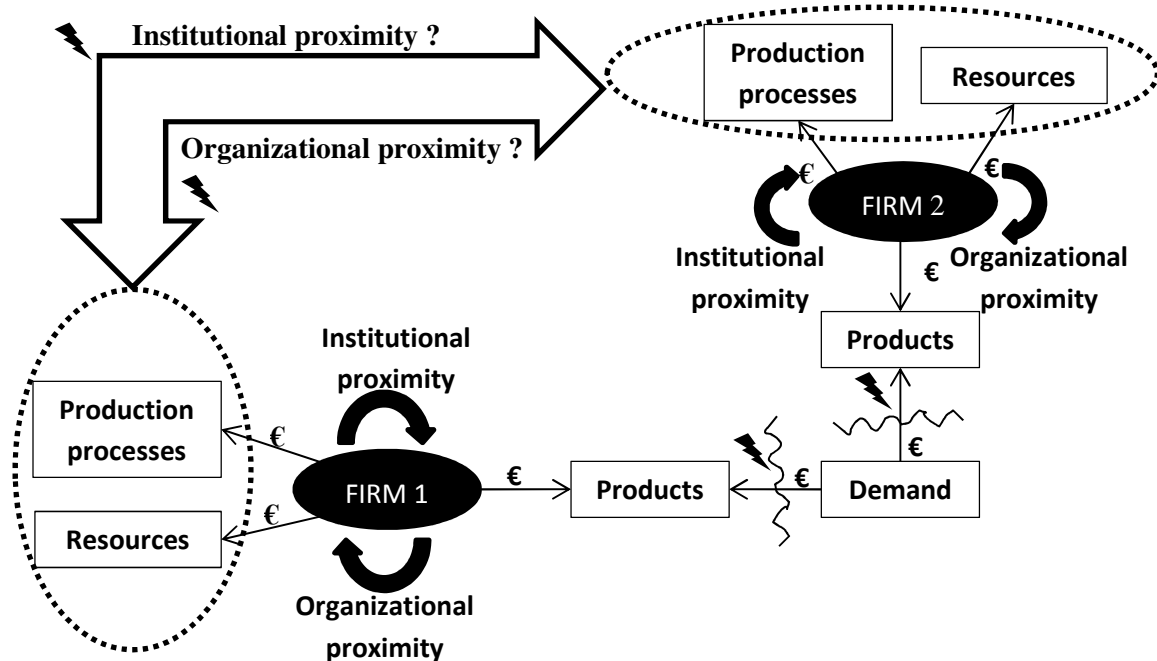 Institutional proximity ?
Organizational proximity ?
Production
processes
Resources
€
€
FIRM 2
Institutional
proximity
€
Organizational
proximity
Products
Institutional
proximity
Production
processes
€
FIRM 1
€
Products
€
€
Demand
Resources
€
Organizational
proximity